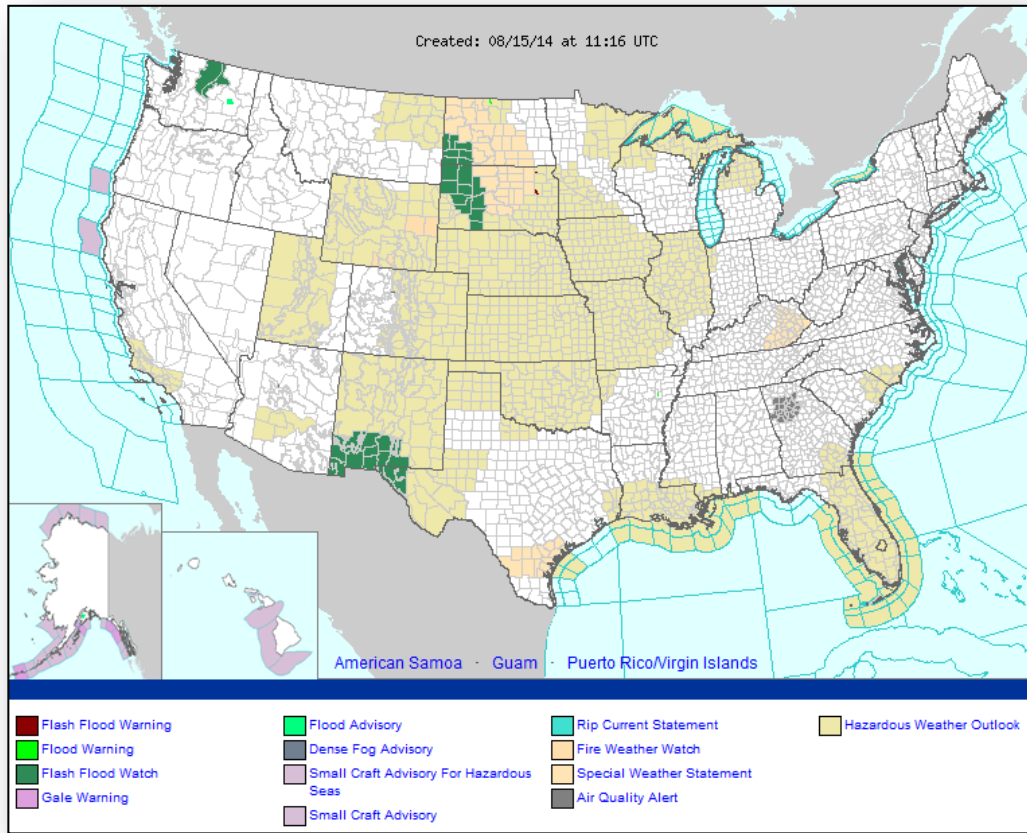 Created: 08/15/14 at 11:16 UTC
American Samoa · Guam · Puerto Rico/Virgin Islands
Flash Flood Warning
Flood Warning
Flash Flood Watch
Gale Warning
Flood Advisory
Dense Fog Advisory
Small Craft Advisory For Hazardous
Seas
Small Craft Advisory
Rip Current Statement
Fire Weather Watch
Special Weather Statement
Air Quality Alert
Hazardous Weather Outlook